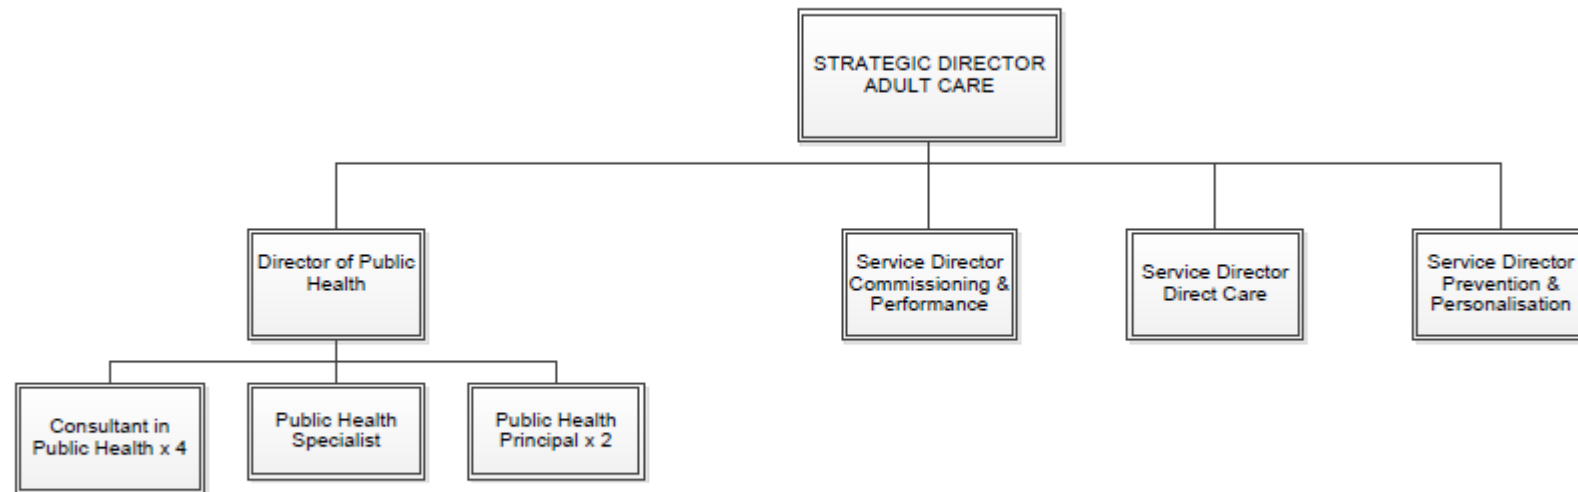 STRATEGIC DIRECTOR
ADULT CARE
Director of Public
Health
Service Director
Commissioning &
Performance
Service Director
Direct Care
Service Director
Prevention &
Personalisation
Consultant in
Public Health x 4
Public Health
Specialist
Public Health
Principal x 2